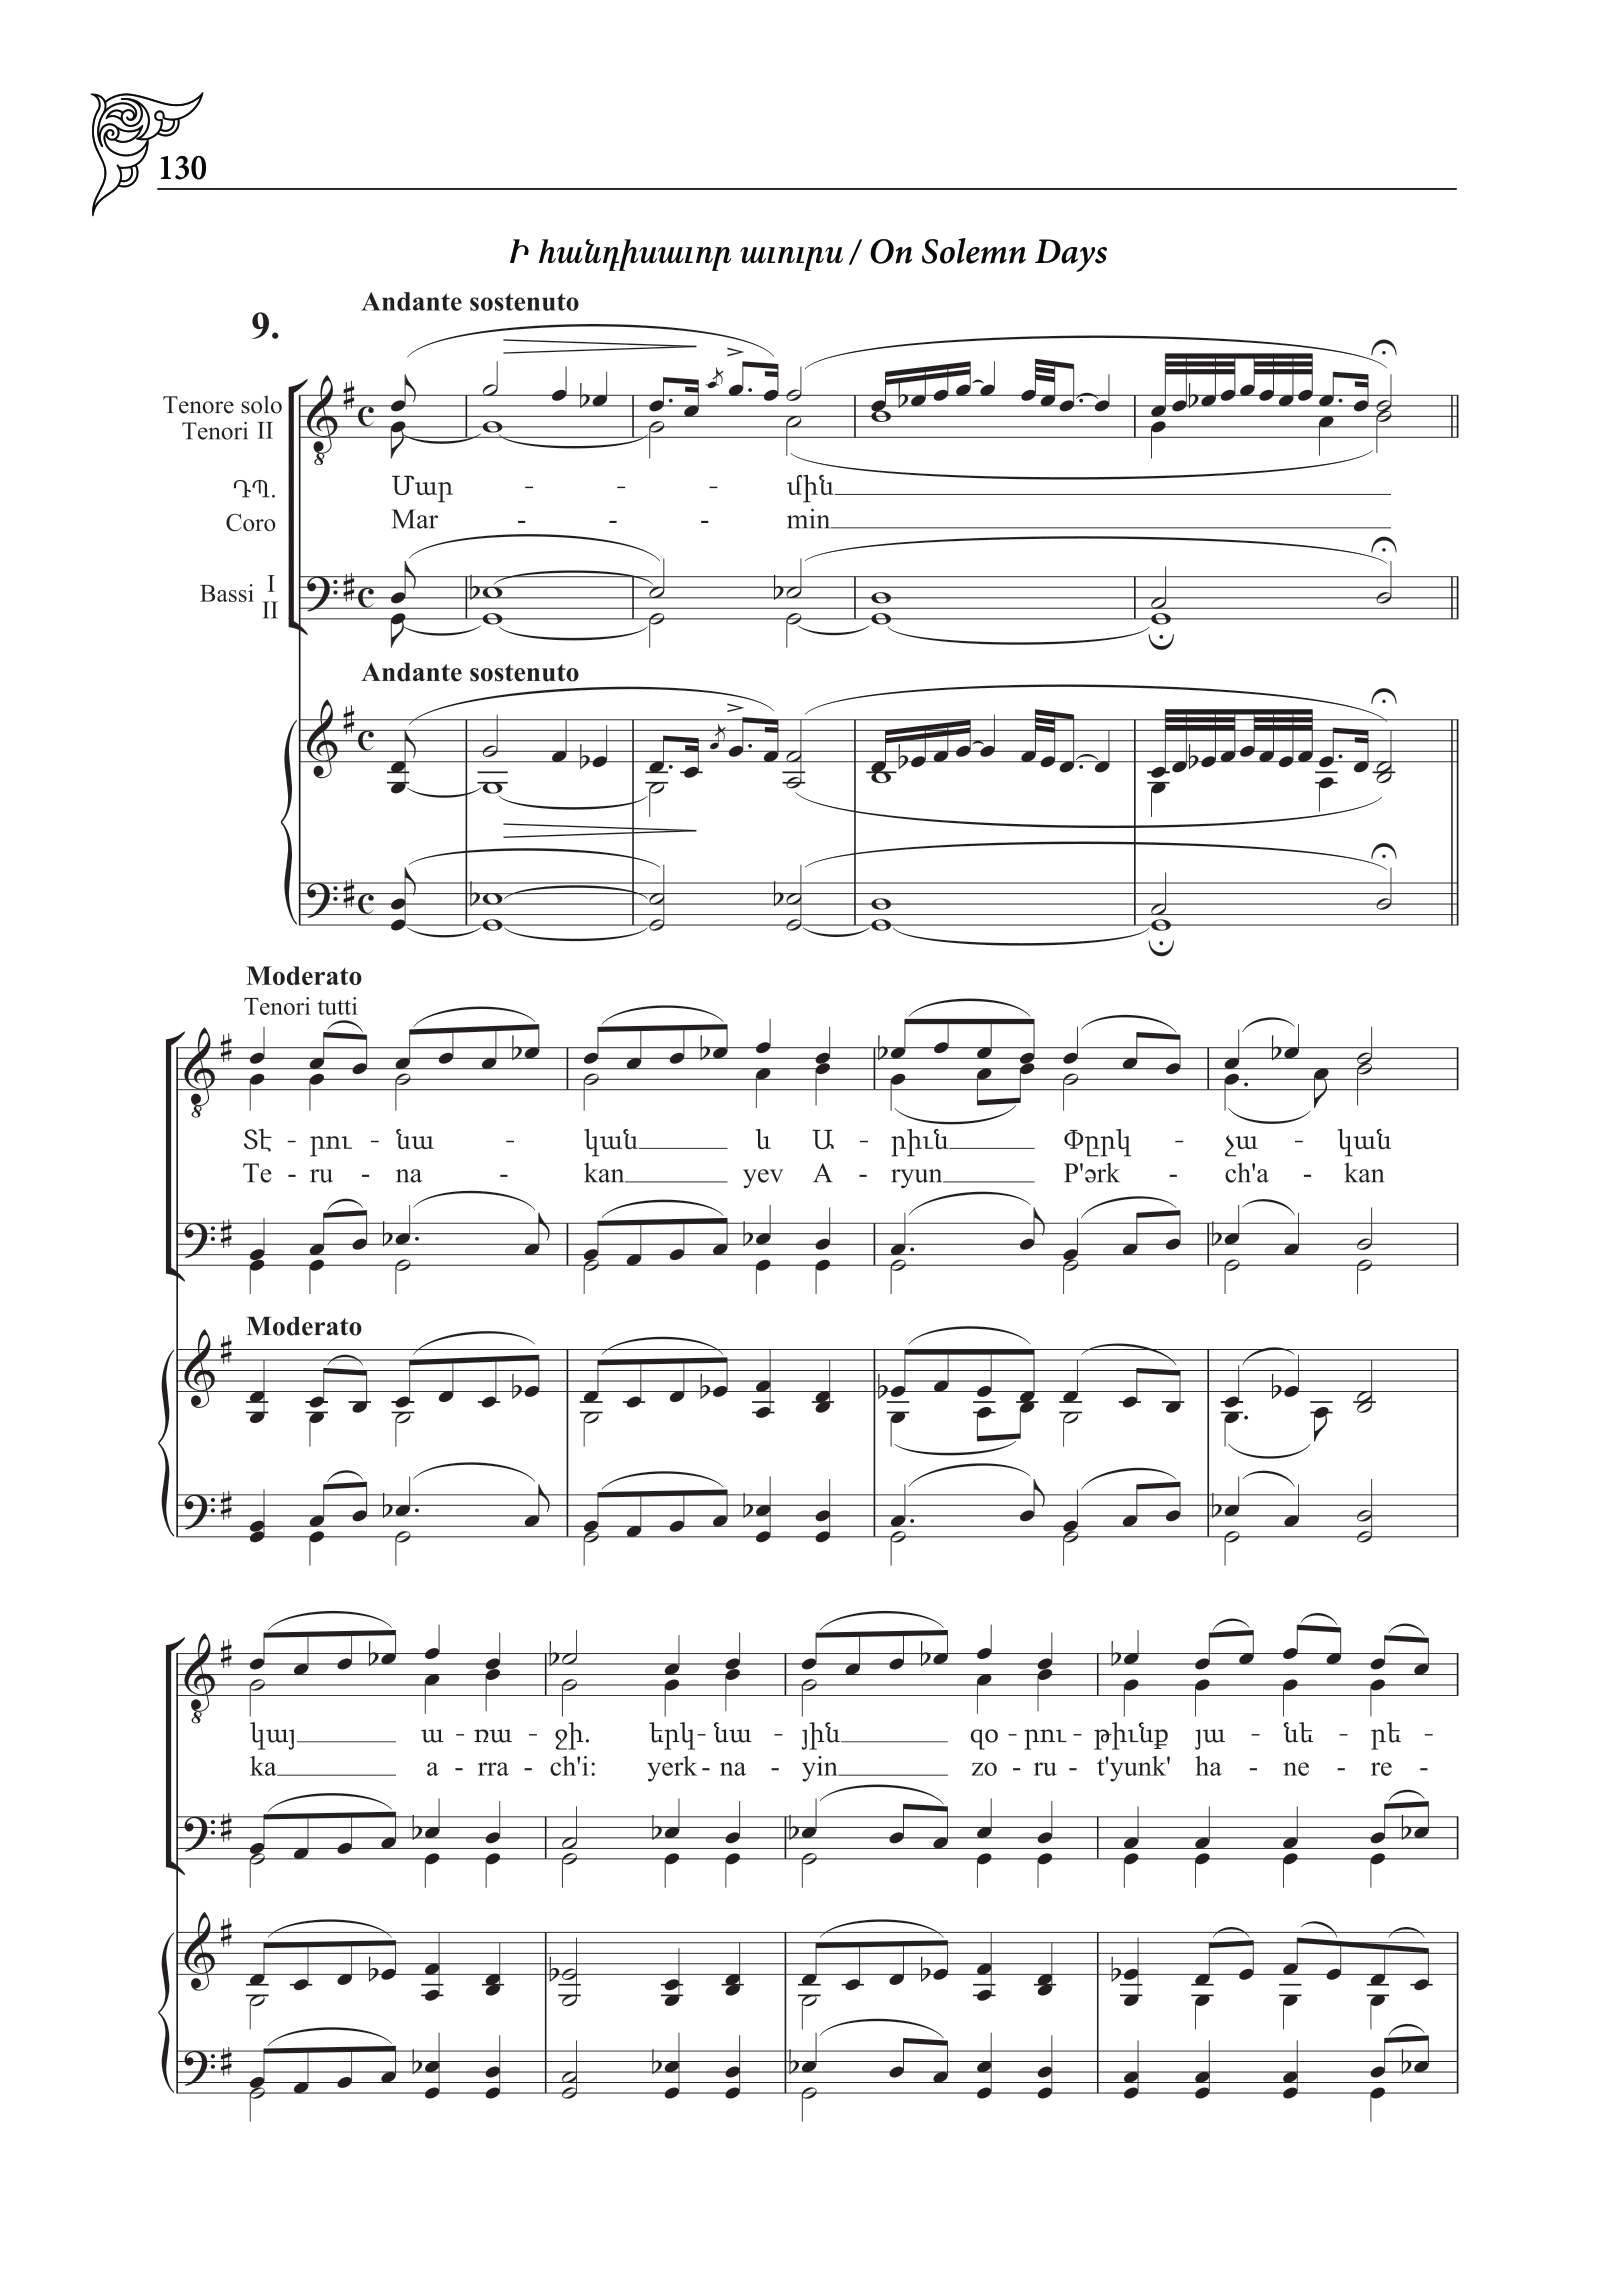 130
Ի հանդիսաւոր աւուրս / On Solemn Days
Andante sostenuto
9.
Tenore solo
Tenori II
ԴՊ.
Coro
Մար - - - մին
Mar - - - min
Bassi I
II
Andante sostenuto
Moderato
Tenori tutti
Տէ - րու - նա - կան և Ա - րիւն Փըրկ - չա - կան
Te - ru - na - kan yev A - ryun P'ərk - ch'a - kan
Moderato
կայ ա - ռա - ջի. երկ - նա - յին զօ - րու - թիւնք յա - նե - րե -
ka a - rra - ch'i: yerk - na - yin zo - ru - t'yunk' ha - ne - re -